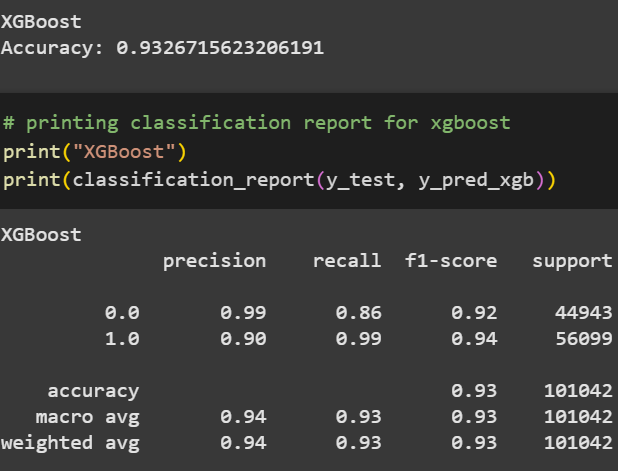 XGBoost
Accuracy: 0.9326715623206191
# printing classification report for xgboost
print("XGBoost")
print(classification_report(y_test, y_pred_xgb))
XGBoost
precision recall f1-score support
0.0 0.99 0.86 0.92 44943
1.0 0.90 0.99 0.94 56099
accuracy 0.93 101042
macro avg 0.94 0.93 0.93 101042
weighted avg 0.94 0.93 0.93 101042